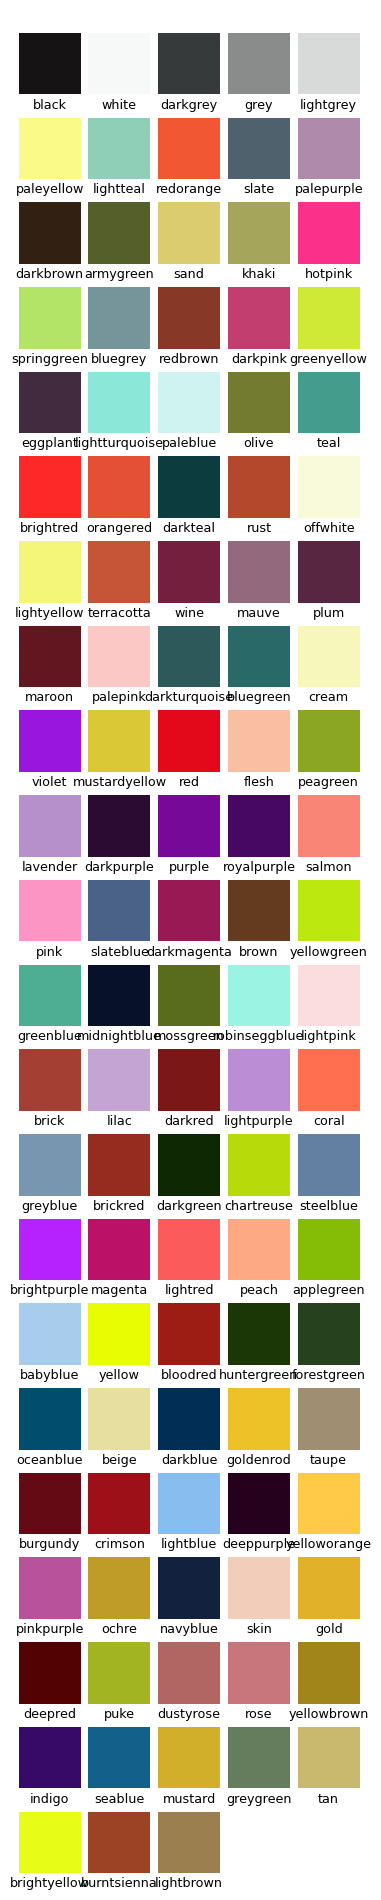 black white darkgrey grey lightgrey
paleyellow lightteal redorange slate palepurple
darkbrown armygreen sand khaki hotpink
springgreen bluegrey redbrown darkpink greenyellow
eggplant lightturquoise paleblue olive teal
brightred orangered darkteal rust offwhite
lightyellow terracotta wine mauve plum
maroon palepink darkturquoise bluegreen cream
violet mustardyellow red flesh peagreen
lavender darkpurple purple royalpurple salmon
pink slateblue darkmagenta brown yellowgreen
greenblue midnightblue mossgreen robinseggblue lightpink
brick lilac darkred lightpurple coral
greyblue brickred darkgreen chartreuse steelblue
brightpurple magenta lightred peach applegreen
babyblue yellow bloodred huntergreen forestgreen
oceanblue beige darkblue goldenrod taupe
burgundy crimson lightblue deeppurple yelloworange
pinkpurple ochre navyblue skin gold
deepred puke dustyrose rose yellowbrown
indigo seablue mustard greygreen tan
brightyellow burntsienna lightbrown